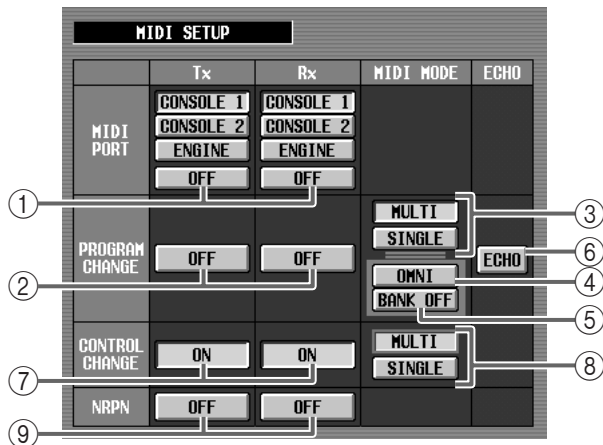 MIDI SETUP
Tx Rx MIDI MODE ECHO
MIDI PORT
CONSOLE 1 CONSOLE 1
CONSOLE 2 CONSOLE 2
ENGINE ENGINE
OFF OFF
① ③
MULTI
SINGLE
PROGRAM CHANGE
OFF OFF
ECHO ⑥
OMNI ④
②
BANK OFF
⑤
CONTROL CHANGE
ON ON
MULTI
SINGLE
⑦ ⑧
NRPN OFF OFF
⑨